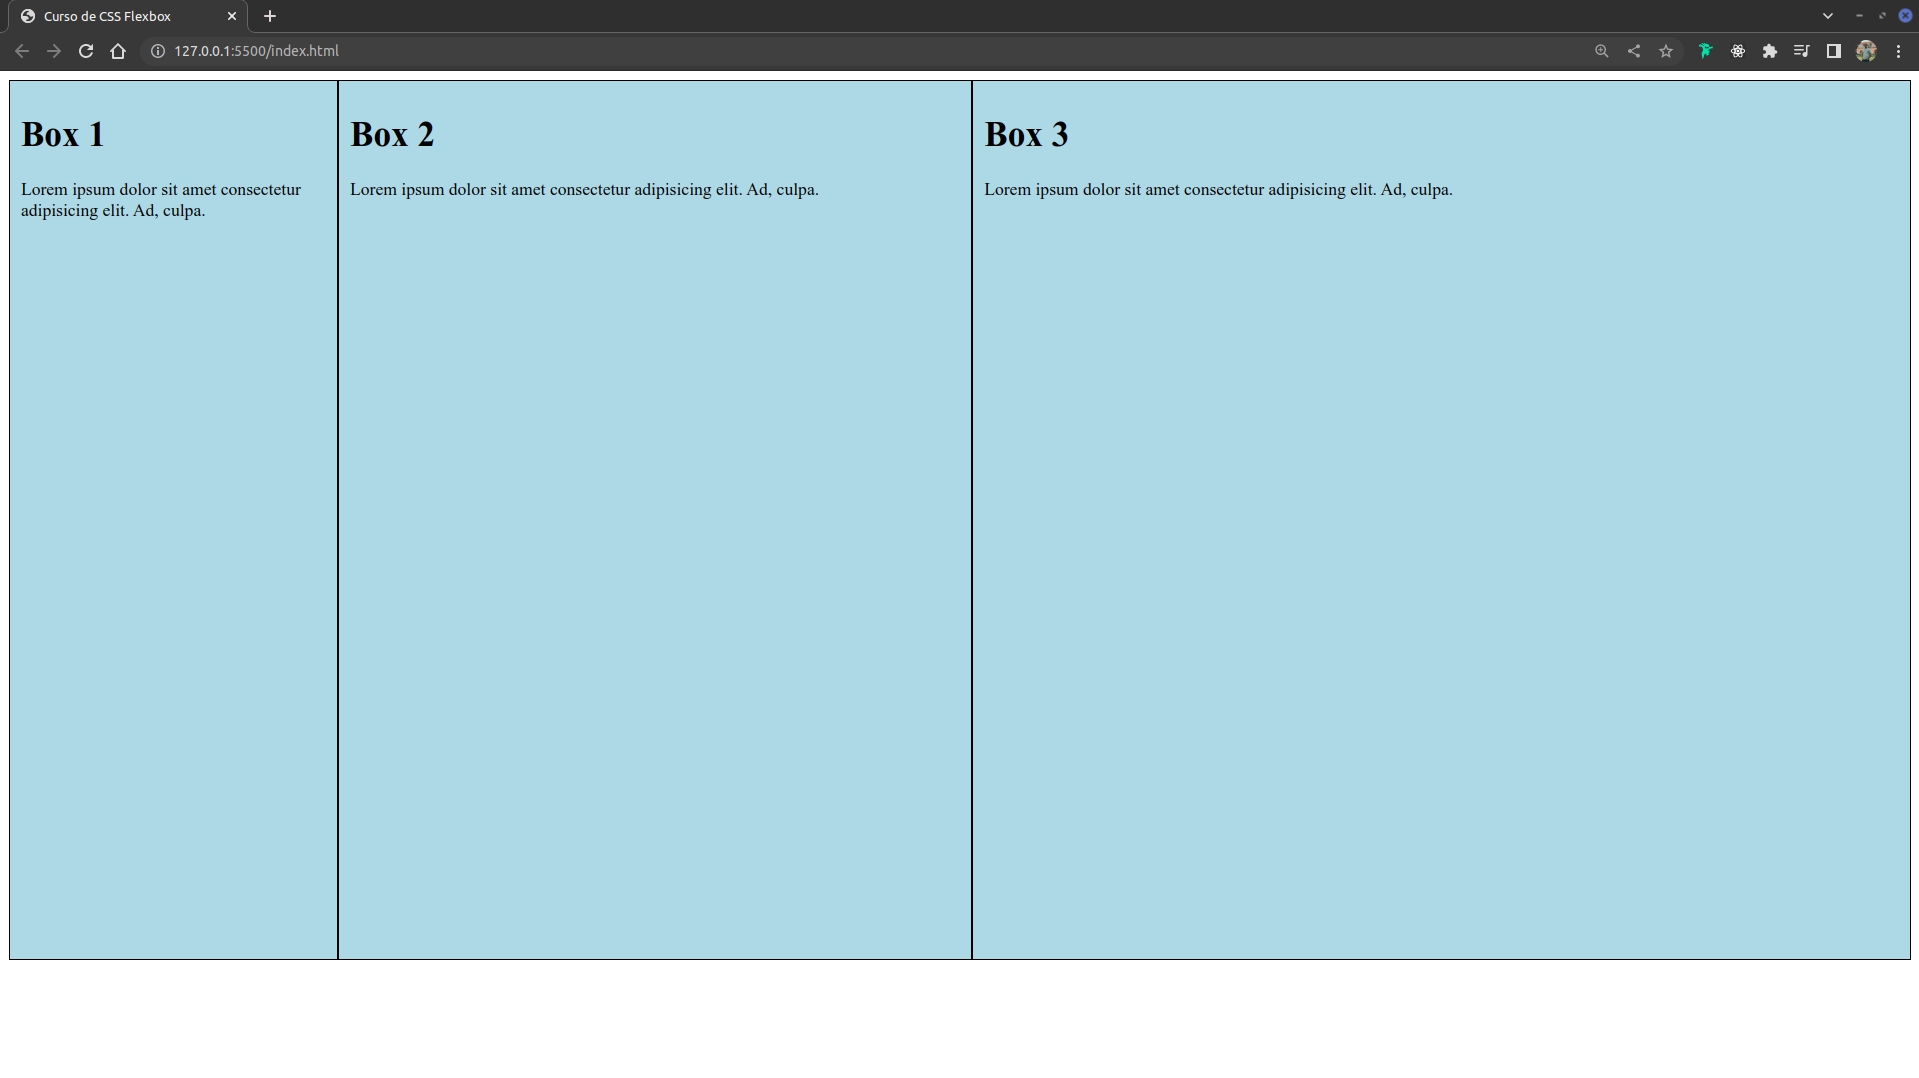 Curso de CSS Flexbox
127.0.0.1:5500/index.html
Box 1
Lorem ipsum dolor sit amet consectetur
adipisicing elit. Ad, culpa.
Box 2
Lorem ipsum dolor sit amet consectetur adipisicing elit. Ad, culpa.
Box 3
Lorem ipsum dolor sit amet consectetur adipisicing elit. Ad, culpa.